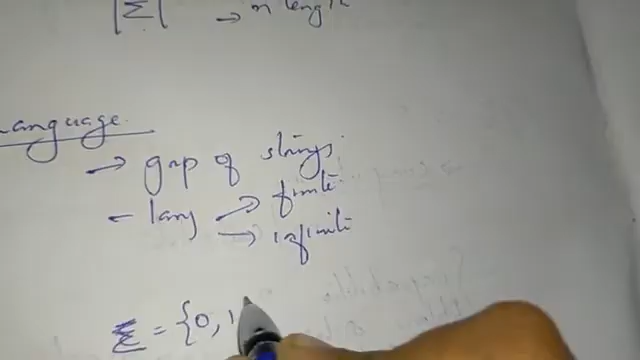 |Σ| → n length
Language.
→ grp of strings.
- lang → finite
→ infinite
Σ = {0, 1